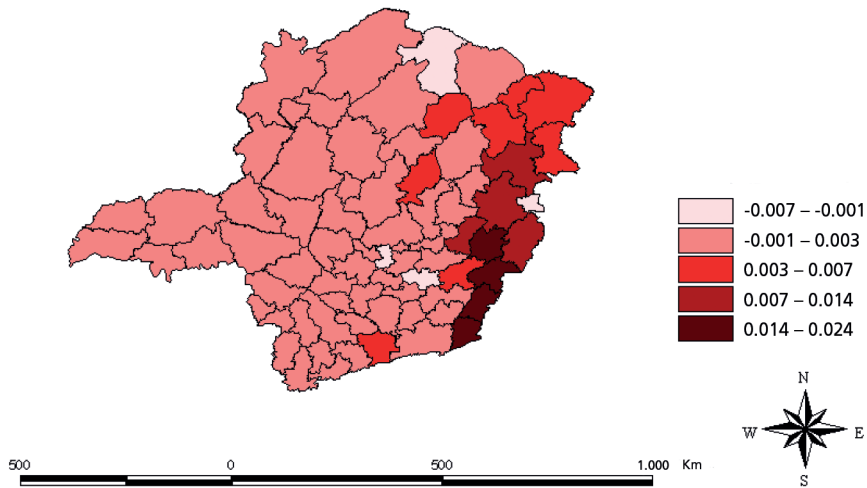 -0.007 – -0.001
-0.001 – 0.003
0.003 – 0.007
0.007 – 0.014
0.014 – 0.024
N
W E
S
500 0 500 1.000 Km